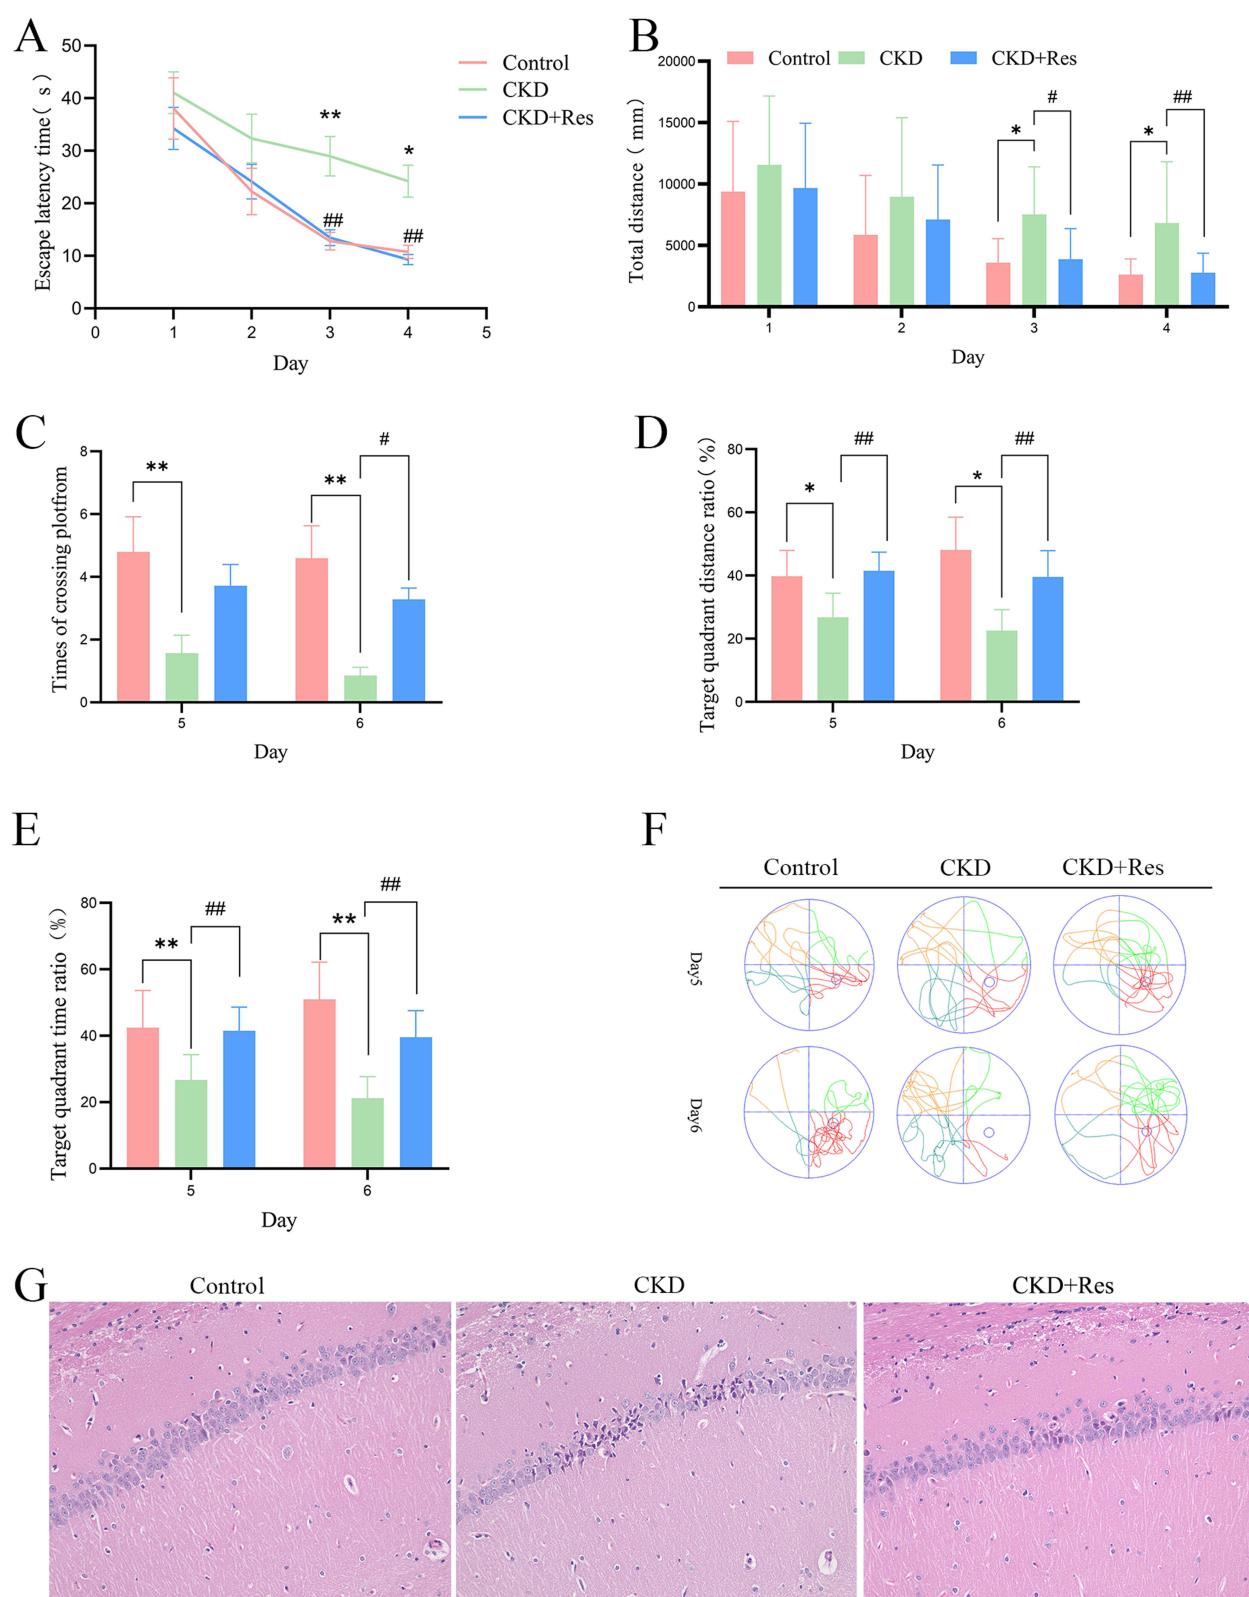 A
50
40
30
20
10
0
Escape latency time( s)
**
*
##
##
0 1 2 3 4 5
Day
Control
CKD
CKD+Res
B
Control CKD CKD+Res
20000
15000
10000
5000
0
Total distance( mm)
# ##
* *
1 2 3 4
Day
C
8
6
4
2
0
Times of crossing plotfrom
** ** #
5 6
Day
D
80
60
40
20
0
Target quadrant distance ratio( %)
## ##
* *
5 6
Day
E
80
60
40
20
0
Target quadrant time ratio (%)
** ## ** ##
5 6
Day
F
Control CKD CKD+Res
Day5
Day6
G
Control CKD CKD+Res